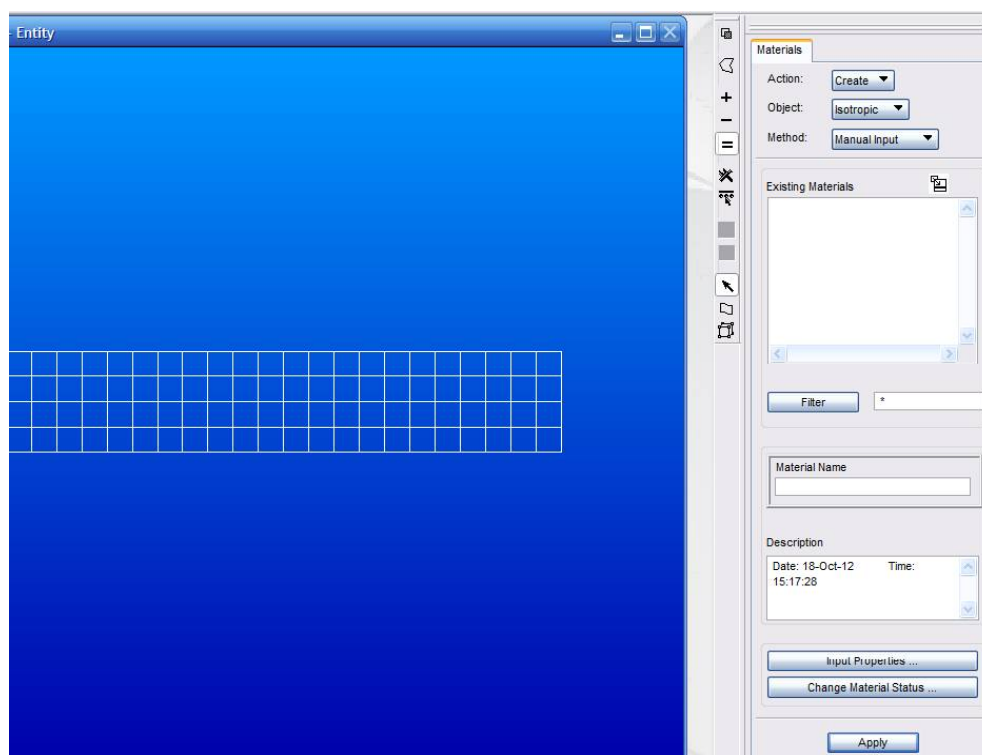 - Entity
Materials
Action: Create
Object: Isotropic
Method: Manual Input
Existing Materials
Filter *
Material Name
Description
Date: 18-Oct-12 Time:
15:17:28
Input Properties ...
Change Material Status ...
Apply